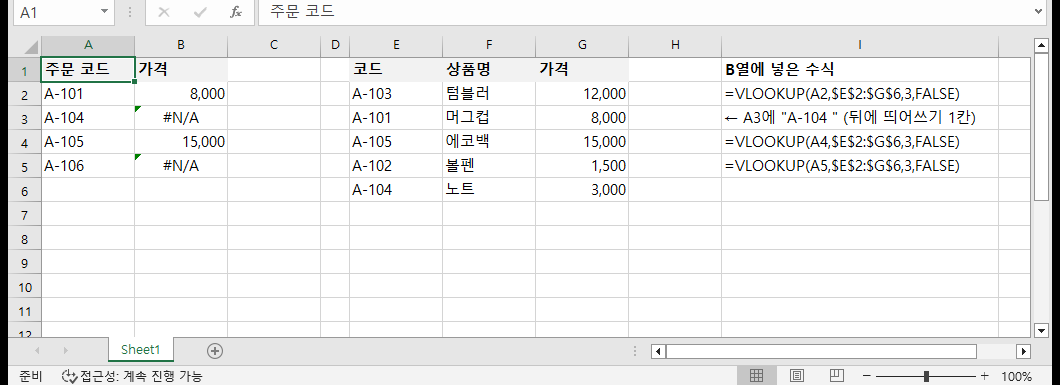 A1 fx 주문 코드
A B C D E F G H I
1 주문 코드 가격 코드 상품명 가격 B열에 넣은 수식
2 A-101 8,000 A-103 텀블러 12,000 =VLOOKUP(A2,$E$2:$G$6,3,FALSE)
3 A-104 #N/A A-101 머그컵 8,000 ← A3에 "A-104 " (뒤에 띄어쓰기 1칸)
4 A-105 15,000 A-105 에코백 15,000 =VLOOKUP(A4,$E$2:$G$6,3,FALSE)
5 A-106 #N/A A-102 볼펜 1,500 =VLOOKUP(A5,$E$2:$G$6,3,FALSE)
6 A-104 노트 3,000
7
8
9
10
11
12
Sheet1
준비 접근성: 계속 진행 가능 100%